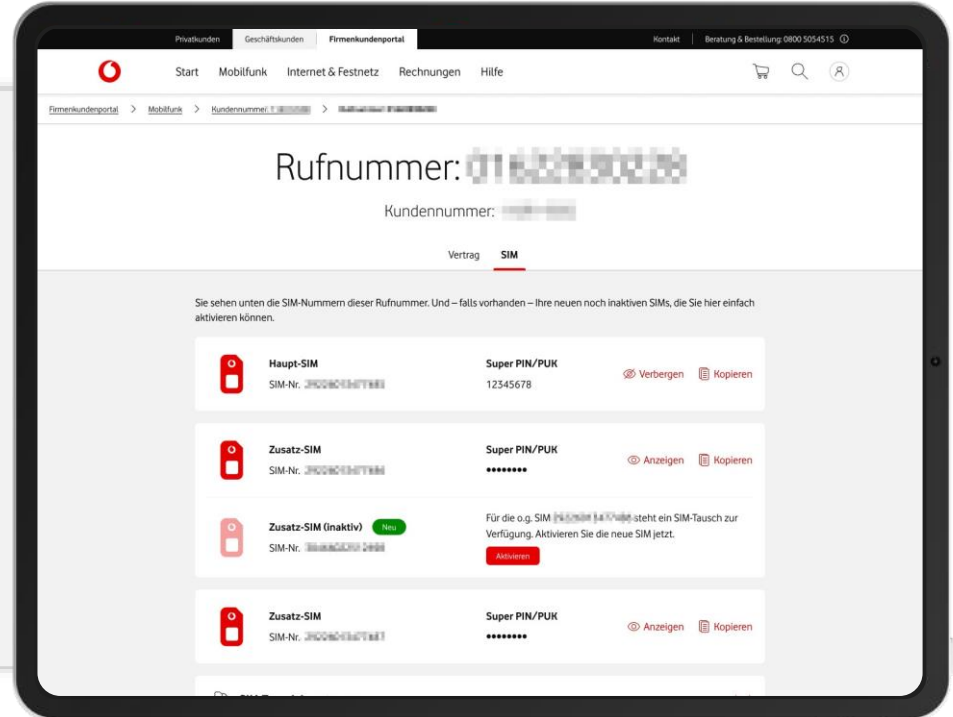 Privatkunden Geschäftskunden Firmenkundenportal Kontakt Beratung & Bestellung: 0800 5054515
Start Mobilfunk Internet & Festnetz Rechnungen Hilfe
Firmenkundenportal > Mobilfunk > Kundennummer: >
Rufnummer:
Kundennummer:
Vertrag SIM
Sie sehen unten die SIM-Nummern dieser Rufnummer. Und – falls vorhanden – Ihre neuen noch inaktiven SIMs, die Sie hier einfach
aktivieren können.
Haupt-SIM Super PIN/PUK
SIM-Nr. 12345678 Verbergen Kopieren
Zusatz-SIM Super PIN/PUK
SIM-Nr. •••••••• Anzeigen Kopieren
Zusatz-SIM (inaktiv) Neu Für die o.g. SIM steht ein SIM-Tausch zur
SIM-Nr. Verfügung. Aktivieren Sie die neue SIM jetzt.
Aktivieren
Zusatz-SIM Super PIN/PUK
SIM-Nr. •••••••• Anzeigen Kopieren